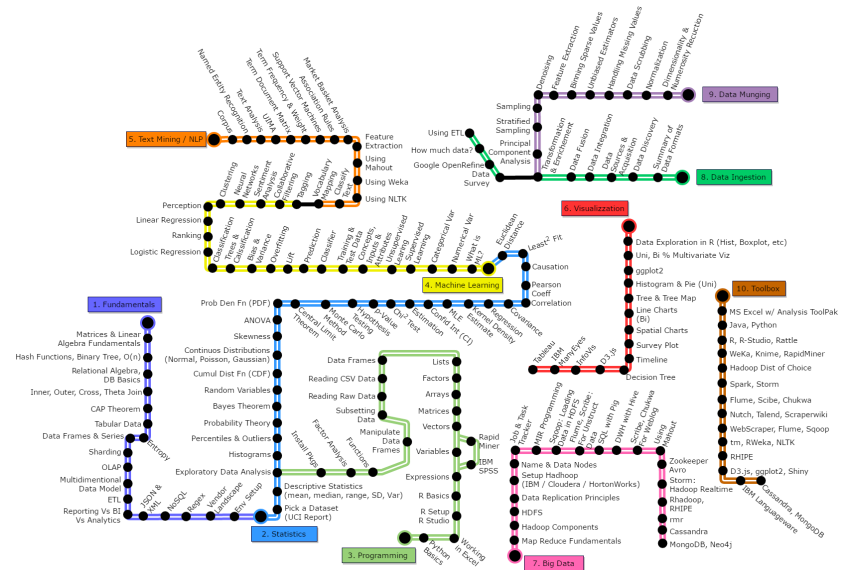 Market Basket Analysis
Association Rules
Support Vector Machines
Term Frequency & Weight
Term Document Matrix
UIMA
Text Analysis
Named Entity Recognition
Corpus
5. Text Mining / NLP
Feature
Extraction
Using
Mahout
Using Weka
Using NLTK
Classify
Text
Vocabulary
Mapping
Tagging
Collaborative
Filtering
Sentiment
Analysis
Neural
Networks
Clustering
Perception
Linear Regression
Ranking
Logistic Regression
Classification
Trees &
Classification
Bias &
Variance
Overfitting
Lift
Prediction
Classifier
Training &
Test Data
Concepts,
Inputs &
Attributes
Unsupervised
Learing
Supervised
Learning
Categorical Var
Numerical Var
What is
ML?
4. Machine Learning
Euclidean
Distance
Least² Fit
Causation
Pearson
Coeff
Correlation
Covariance
Regression
Kernel Density
Estimate
MLE
Confid Int (CI)
Estimation
Chi² Test
p-Value
Hypothesis
Testing
Monte Carlo
Method
Central Limit
Theorem
Prob Den Fn (PDF)
ANOVA
Skewness
Continuos Distributions
(Normal, Poisson, Gaussian)
Cumul Dist Fn (CDF)
Random Variables
Bayes Theorem
Probability Theory
Percentiles & Outliers
Histograms
Exploratory Data Analysis
Descriptive Statistics
(mean, median, range, SD, Var)
Pick a Dataset
(UCI Report)
2. Statistics
1. Fundamentals
Matrices & Linear
Algebra Fundamentals
Hash Functions, Binary Tree, O(n)
Relational Algebra,
DB Basics
Inner, Outer, Cross, Theta Join
CAP Theorem
Tabular Data
Data Frames & Series
Entropy
Sharding
OLAP
Multidimentional
Data Model
ETL
Reporting Vs BI
Vs Analytics
JSON &
XML
NoSQL
Regex
Vendor
Landscape
Env Setup
Data Frames
Reading CSV Data
Reading Raw Data
Subsetting
Data
Manipulate
Data
Frames
Functions
Factor Analysis
Install Pkgs
Lists
Factors
Arrays
Matrices
Vectors
Variables
Rapid
Miner
IBM
SPSS
Expressions
R Basics
R Setup
R Studio
Working
in Excel
Python
Basics
3. Programming
Denoising
Feature Extraction
Binning Sparse Values
Unbiased Estimators
Handling Missing Values
Data Scrubbing
Normalization
Dimensionality &
Numerosity Recuction
9. Data Munging
Sampling
Stratified
Sampling
Principal
Component
Analysis
Using ETL
How much data?
Google OpenRefine
Data
Survey
Transformation
& Enrichement
Data Fusion
Data Integration
Data
Sources &
Acquisition
Data Discovery
Summary of
Data Formats
8. Data Ingestion
6. Visualizzation
Data Exploration in R (Hist, Boxplot, etc)
Uni, Bi % Multivariate Viz
ggplot2
Histogram & Pie (Uni)
Tree & Tree Map
Line Charts
(Bi)
Spatial Charts
Survey Plot
Timeline
Decision Tree
D3.js
InfoVis
ManyEyes
IBM
Tableau
10. Toolbox
MS Excel w/ Analysis ToolPak
Java, Python
R, R-Studio, Rattle
WeKa, Knime, RapidMiner
Hadoop Dist of Choice
Spark, Storm
Flume, Scibe, Chukwa
Nutch, Talend, Scraperwiki
WebScraper, Flume, Sqoop
tm, RWeka, NLTK
RHIPE
D3.js, ggplot2, Shiny
IBM Languageware
Cassandra, MongoDB
Job & Task
Tracker
MIR Programming
Sqoop: Loading
Data in HDFS
Flume, Scribe:
For Unstruct
Data
SQL with Pig
DWH with Hive
Scribe, Chukwa
For Weblog
Using
Mahout
Zookeeper
Avro
Storm:
Hadoop Realtime
Rhadoop,
RHIPE
rmr
Cassandra
MongoDB, Neo4j
Name & Data Nodes
Setup Hadhoop
(IBM / Cloudera / HortonWorks)
Data Replication Principles
HDFS
Hadoop Components
Map Reduce Fundamentals
7. Big Data